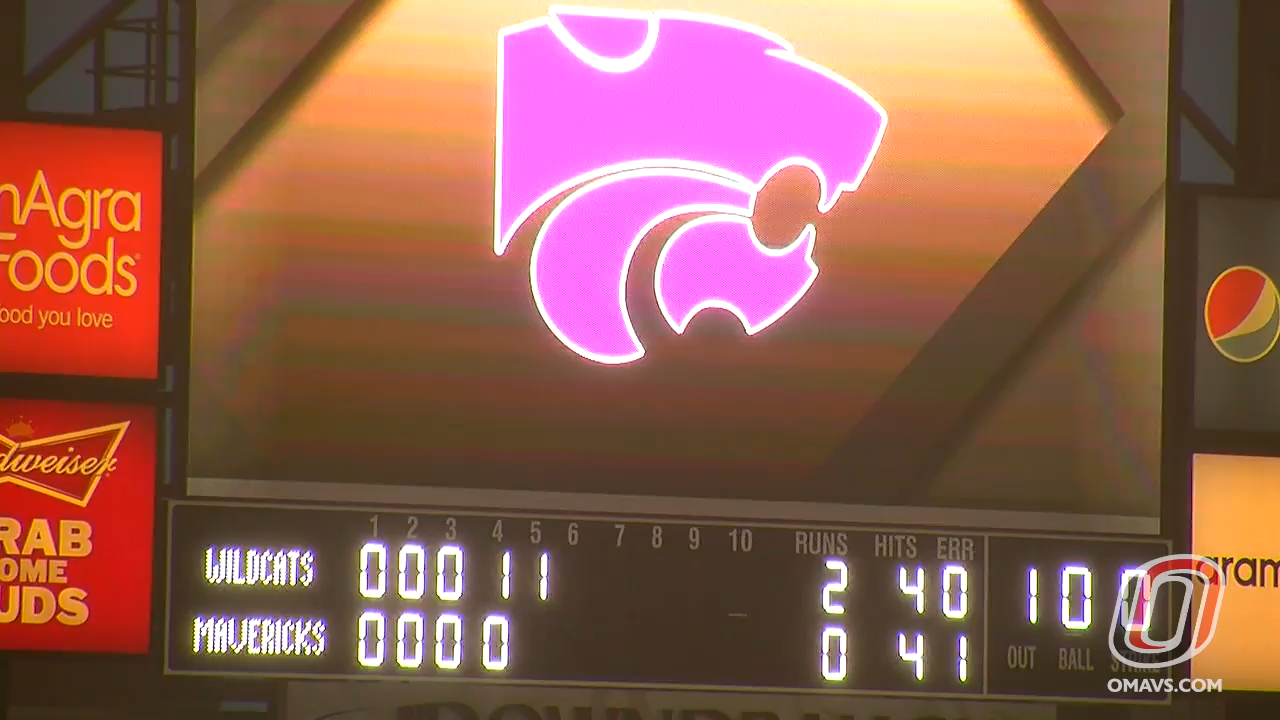 nAgra
Foods
ood you love
dweiser
RAB
OME
UDS
1 2 3 4 5 6 7 8 9 10 RUNS HITS ERR
WILDCATS 0 0 0 1 1 2 4 0
MAVERICKS 0 0 0 0 0 4 1
1 0 0
OUT BALL STRIKE
aram
O
OMAVS.COM